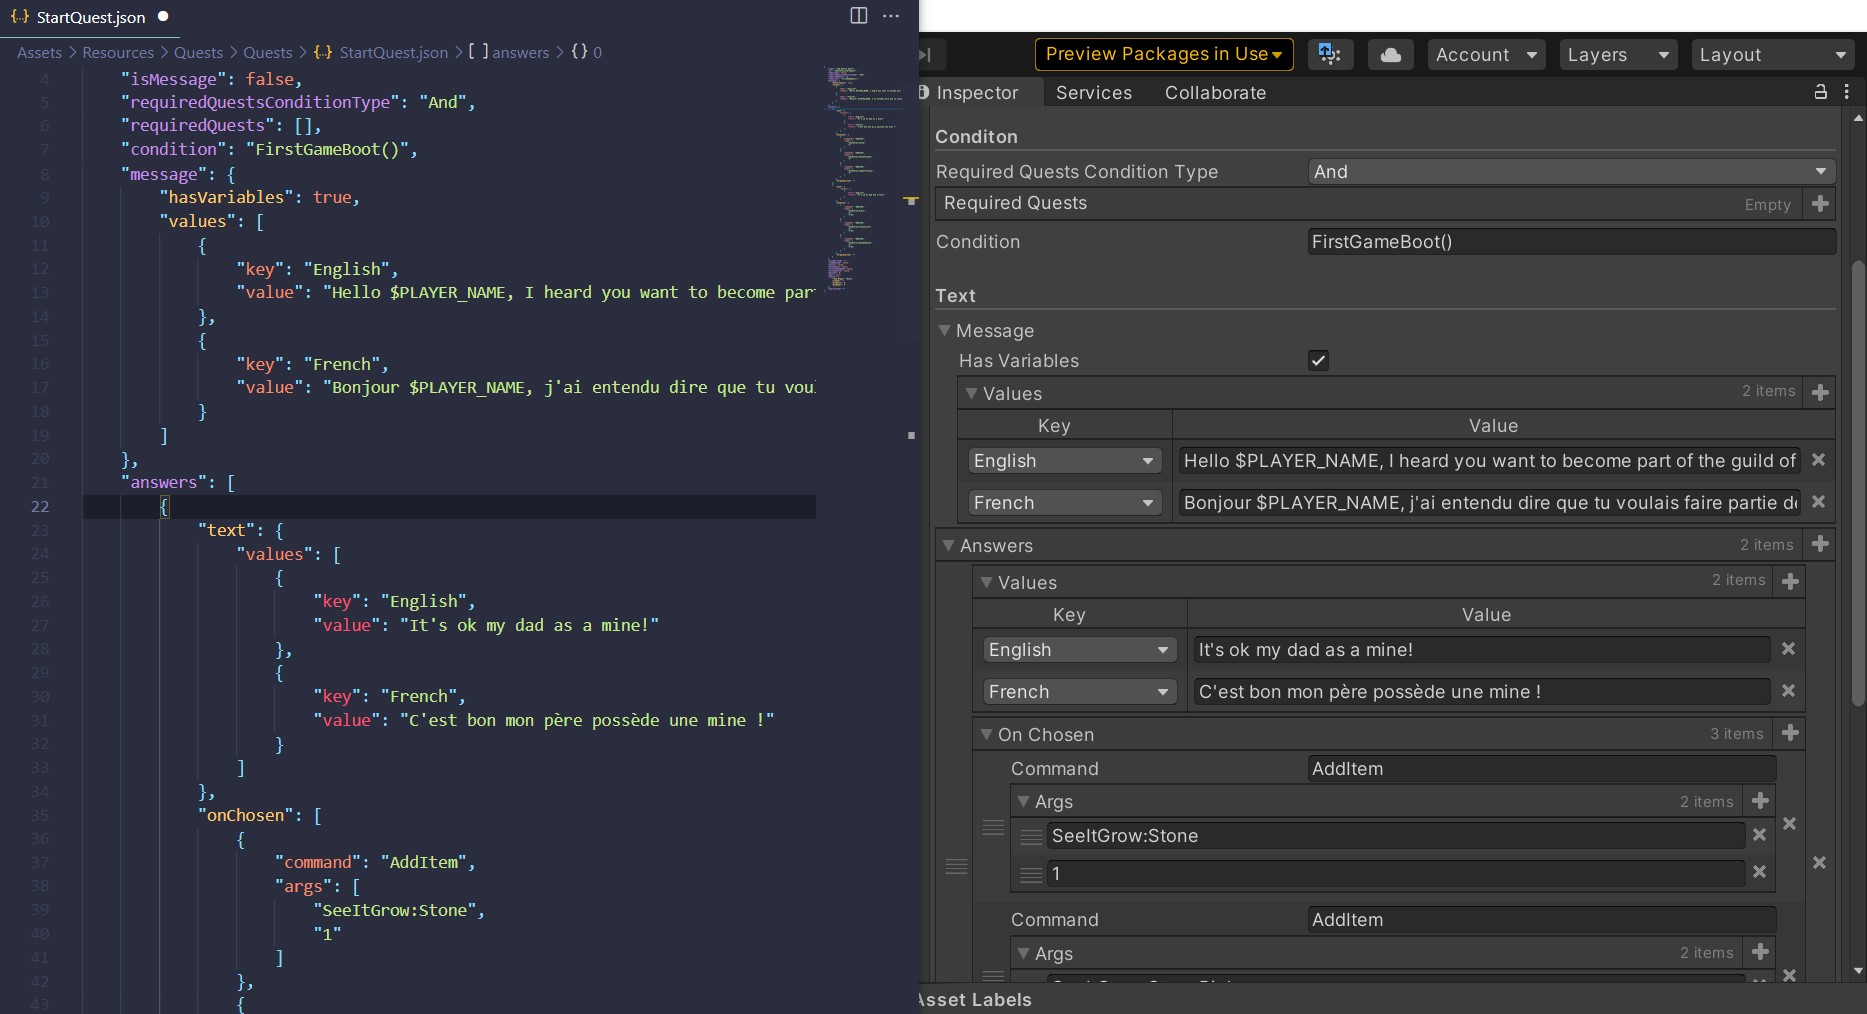 StartQuest.json
Assets > Resources > Quests > Quests > {..} StartQuest.json > [ ] answers > {} 0
4 "isMessage": false,
5 "requiredQuestsConditionType": "And",
6 "requiredQuests": [],
7 "condition": "FirstGameBoot()",
8 "message": {
9 "hasVariables": true,
10 "values": [
11 {
12 "key": "English",
13 "value": "Hello $PLAYER_NAME, I heard you want to become par
14 },
15 {
16 "key": "French",
17 "value": "Bonjour $PLAYER_NAME, j'ai entendu dire que tu voul
18 }
19 ]
20 },
21 "answers": [
22 {
23 "text": {
24 "values": [
25 {
26 "key": "English",
27 "value": "It's ok my dad as a mine!"
28 },
29 {
30 "key": "French",
31 "value": "C'est bon mon père possède une mine !"
32 }
33 ]
34 },
35 "onChosen": [
36 {
37 "command": "AddItem",
38 "args": [
39 "SeeItGrow:Stone",
40 "1"
41 ]
42 },
43 {
Preview Packages in Use Account Layers Layout
Inspector Services Collaborate
Conditon
Required Quests Condition Type And
Required Quests Empty
Condition FirstGameBoot()
Text
Message
Has Variables
Values 2 items
Key Value
English Hello $PLAYER_NAME, I heard you want to become part of the guild of
French Bonjour $PLAYER_NAME, j'ai entendu dire que tu voulais faire partie de
Answers 2 items
Values 2 items
Key Value
English It's ok my dad as a mine!
French C'est bon mon père possède une mine !
On Chosen 3 items
Command AddItem
Args 2 items
SeeItGrow:Stone
1
Command AddItem
Args 2 items
Asset Labels